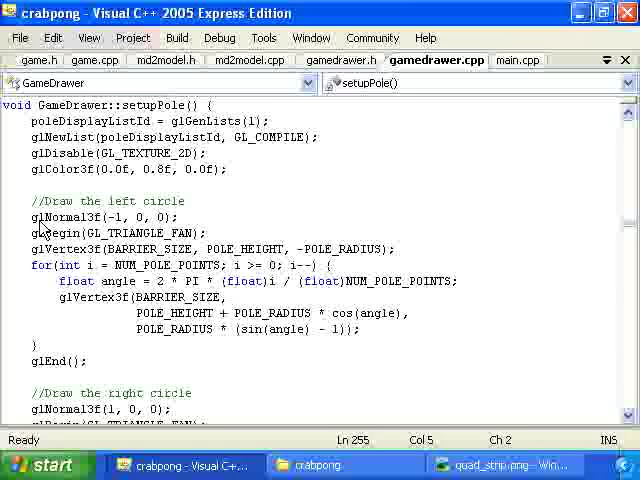 crabpong - Visual C++ 2005 Express Edition
File Edit View Project Build Debug Tools Window Community Help
game.h game.cpp md2model.h md2model.cpp gamedrawer.h gamedrawer.cpp main.cpp
GameDrawer setupPole()
void GameDrawer::setupPole() {
poleDisplayListId = glGenLists(1);
glNewList(poleDisplayListId, GL_COMPILE);
glDisable(GL_TEXTURE_2D);
glColor3f(0.0f, 0.8f, 0.0f);
//Draw the left circle
glNormal3f(-1, 0, 0);
glBegin(GL_TRIANGLE_FAN);
glVertex3f(BARRIER_SIZE, POLE_HEIGHT, -POLE_RADIUS);
for(int i = NUM_POLE_POINTS; i >= 0; i--) {
float angle = 2 * PI * (float)i / (float)NUM_POLE_POINTS;
glVertex3f(BARRIER_SIZE,
POLE_HEIGHT + POLE_RADIUS * cos(angle),
POLE_RADIUS * (sin(angle) - 1));
}
glEnd();
//Draw the right circle
glNormal3f(1, 0, 0);
glBegin(GL_TRIANGLE_FAN);
Ready Ln 255 Col 5 Ch 2 INS
start crabpong - Visual C+... crabpong quad_strip.png - Win...